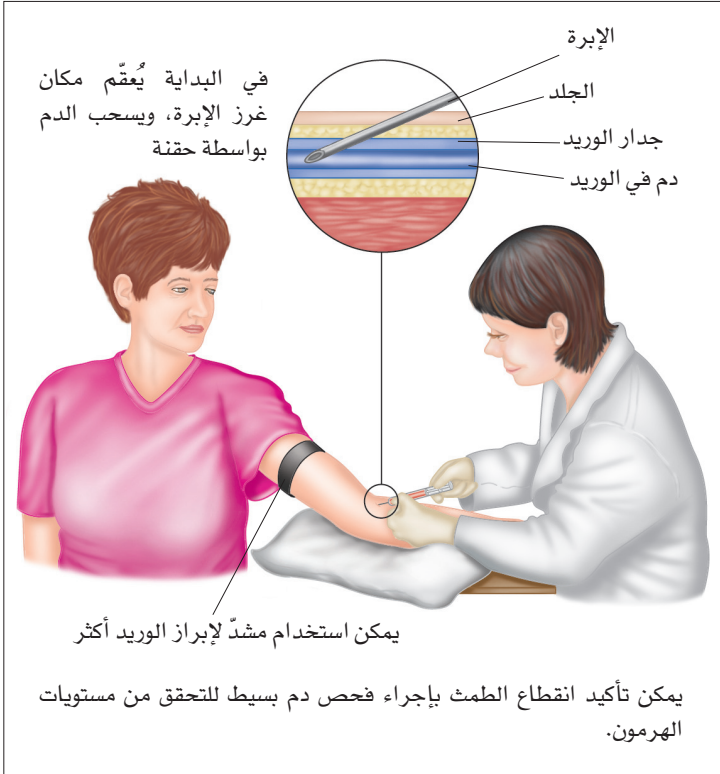 في البداية يُعقّم مكان
غرز الإبرة، ويسحب الدم
بواسطة حقنة
الإبرة
الجلد
جدار الوريد
دم في الوريد
يمكن استخدام مشدّ لإبراز الوريد أكثر
يمكن تأكيد انقطاع الطمث بإجراء فحص دم بسيط للتحقق من مستويات
الهرمون.